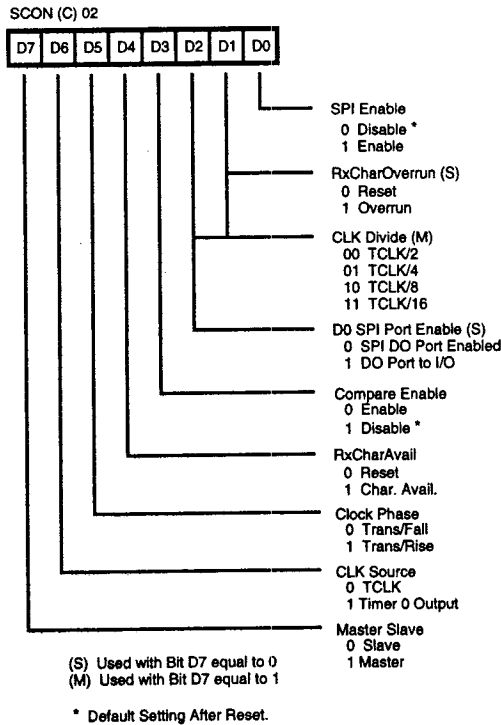 SCON (C) 02
D7 D6 D5 D4 D3 D2 D1 D0
SPI Enable
0 Disable *
1 Enable
RxCharOverrun (S)
0 Reset
1 Overrun
CLK Divide (M)
00 TCLK/2
01 TCLK/4
10 TCLK/8
11 TCLK/16
D0 SPI Port Enable (S)
0 SPI DO Port Enabled
1 DO Port to I/O
Compare Enable
0 Enable
1 Disable *
RxCharAvail
0 Reset
1 Char. Avail.
Clock Phase
0 Trans/Fall
1 Trans/Rise
CLK Source
0 TCLK
1 Timer 0 Output
Master Slave
0 Slave
1 Master
(S) Used with Bit D7 equal to 0
(M) Used with Bit D7 equal to 1
* Default Setting After Reset.